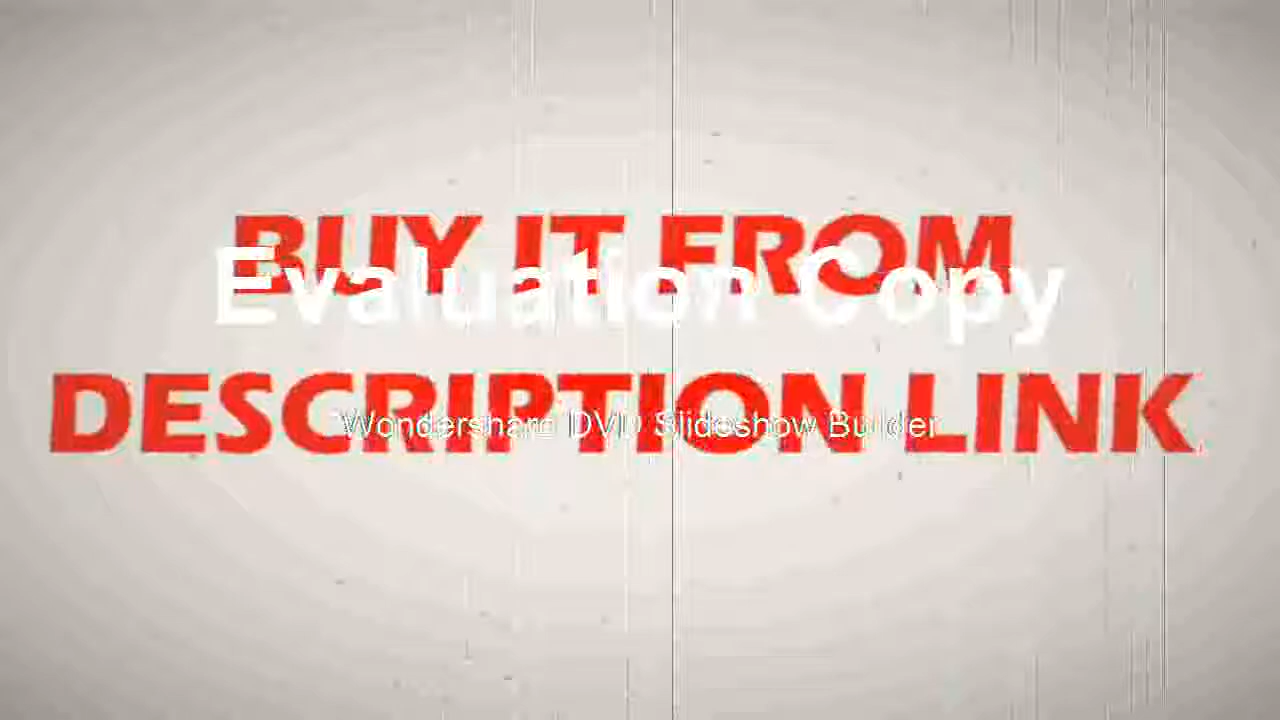 BUY IT FROM
Evaluation Copy
DESCRIPTION LINK
Wondershare DVD Slideshow Builder